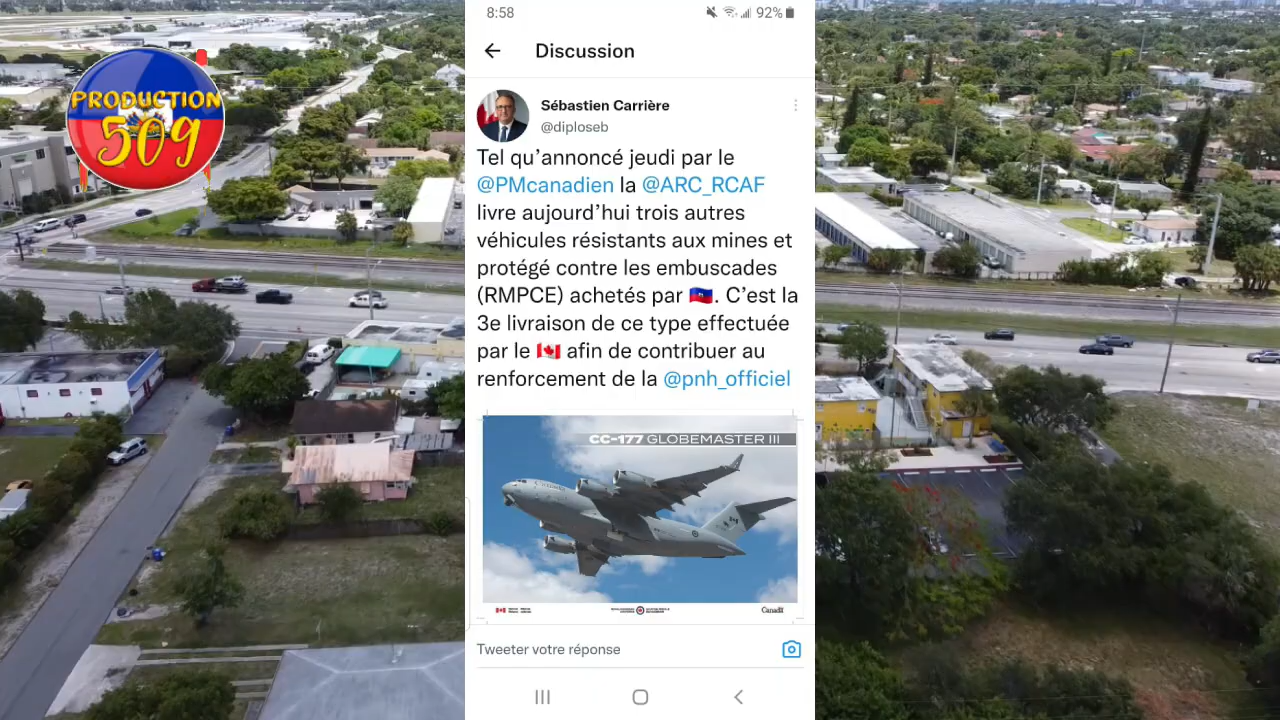 PRODUCTION
509
8:58
92%
Discussion
Sébastien Carrière
@diploseb
Tel qu’annoncé jeudi par le
@PMcanadien la @ARC_RCAF
livre aujourd’hui trois autres
véhicules résistants aux mines et
protégé contre les embuscades
(RMPCE) achetés par 🇭🇹. C’est la
3e livraison de ce type effectuée
par le 🇨🇦 afin de contribuer au
renforcement de la @pnh_officiel
CC-177 GLOBEMASTER III
Canada
Tweeter votre réponse